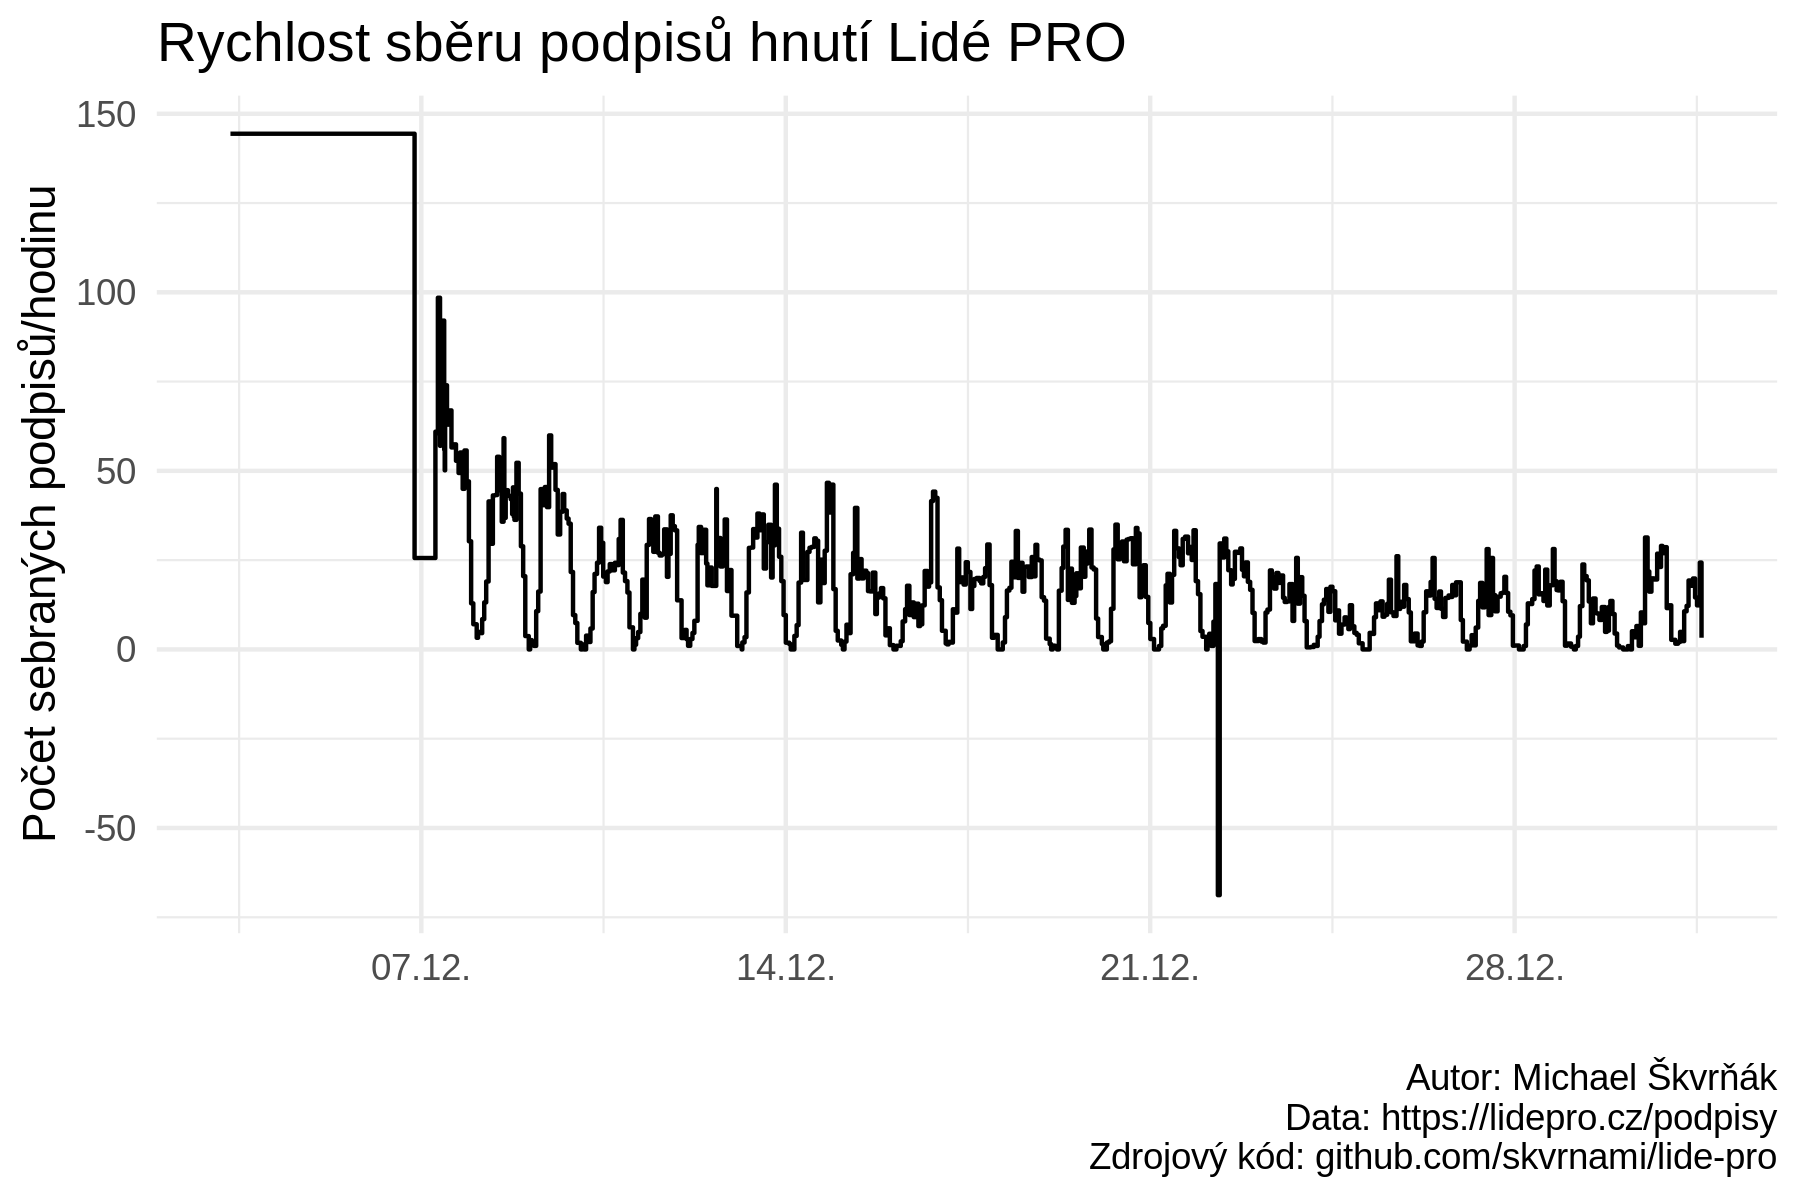 Rychlost sběru podpisů hnutí Lidé PRO
Počet sebraných podpisů/hodinu
150
100
50
0
-50
07.12.
14.12.
21.12.
28.12.
Autor: Michael Škvrňák
Data: https://lidepro.cz/podpisy
Zdrojový kód: github.com/skvrnami/lide-pro